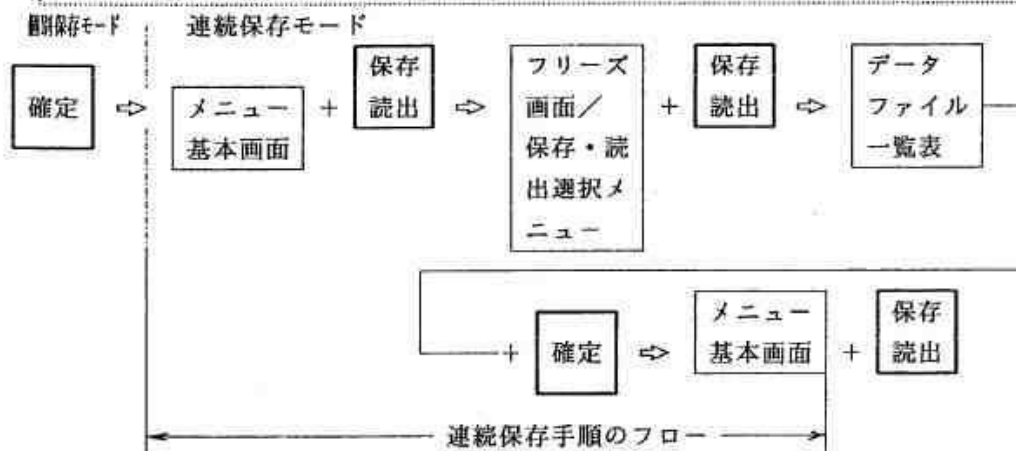 個別保存モード
連続保存モード
確定
⇨
メニュー
基本画面
+
保存
読出
⇨
フリーズ
画面／
保存・読
出選択メ
ニュー
+
保存
読出
⇨
データ
ファイル
一覧表
+
確定
⇨
メニュー
基本画面
+
保存
読出
連続保存手順のフロー